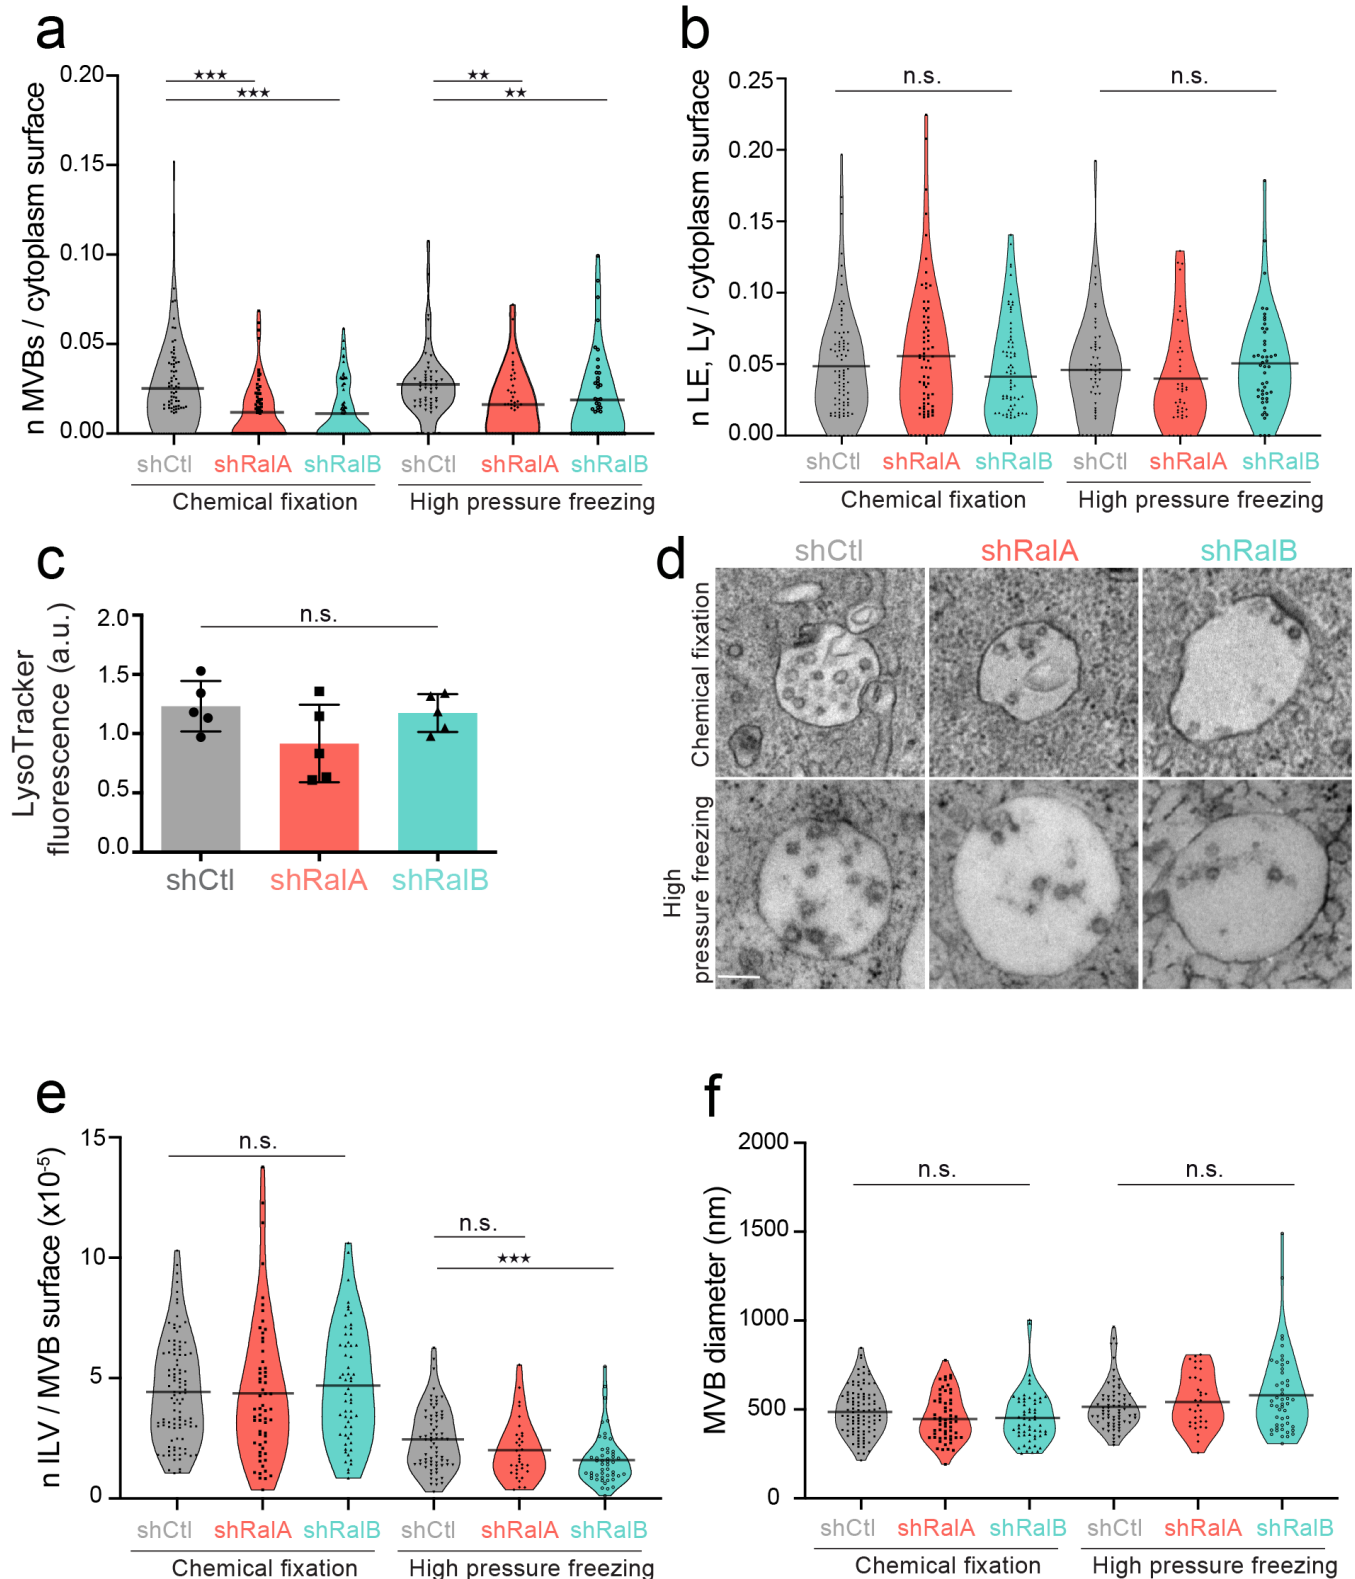 a
n MVBs / cytoplasm surface
0.20
0.15
0.10
0.05
0.00
★★★
★★★
★★
★★
shCtl shRalA shRalB shCtl shRalA shRalB
Chemical fixation High pressure freezing
b
n LE, Ly / cytoplasm surface
0.25
0.20
0.15
0.10
0.05
0.00
n.s. n.s.
shCtl shRalA shRalB shCtl shRalA shRalB
Chemical fixation High pressure freezing
c
LysoTracker
fluorescence (a.u.)
2.0
1.5
1.0
0.5
0.0
n.s.
shCtl shRalA shRalB
d
shCtl shRalA shRalB
Chemical fixation
High
pressure freezing
e
n ILV / MVB surface (x10-5)
15
10
5
0
n.s.
n.s.
★★★
shCtl shRalA shRalB shCtl shRalA shRalB
Chemical fixation High pressure freezing
f
MVB diameter (nm)
2000
1500
1000
500
0
n.s. n.s.
shCtl shRalA shRalB shCtl shRalA shRalB
Chemical fixation High pressure freezing